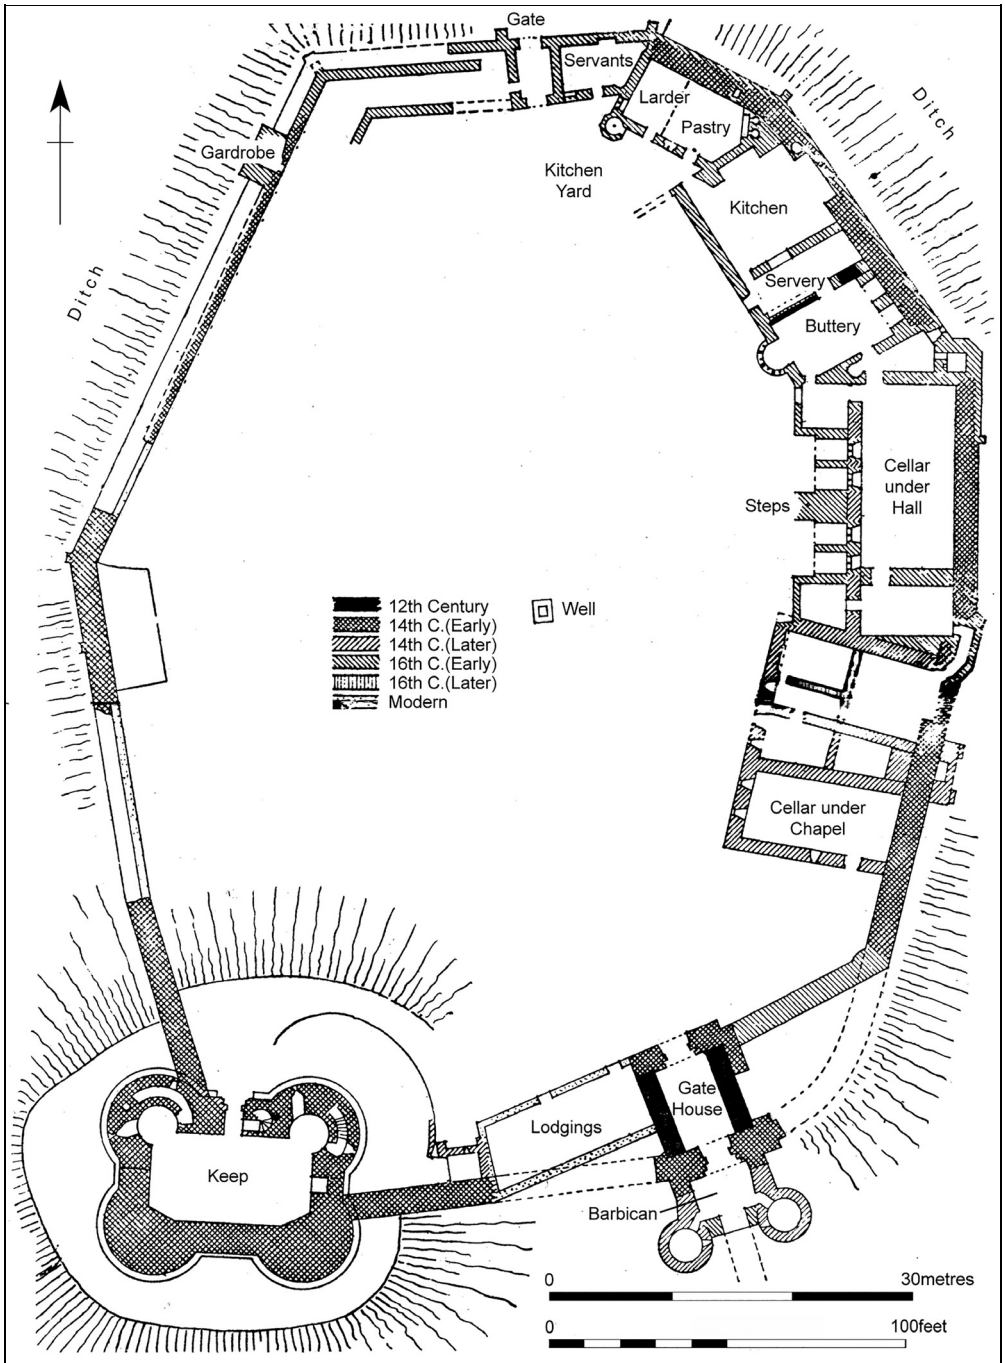 Gate
Servants
Larder
Pastry
Ditch
Gardrobe
Kitchen
Yard
Kitchen
Ditch
Servery
Buttery
Cellar
under
Hall
Steps
12th Century
14th C.(Early)
14th C.(Later)
16th C.(Early)
16th C.(Later)
Modern
Well
Cellar under
Chapel
Gate
House
Lodgings
Keep
Barbican
0 30metres
0 100feet